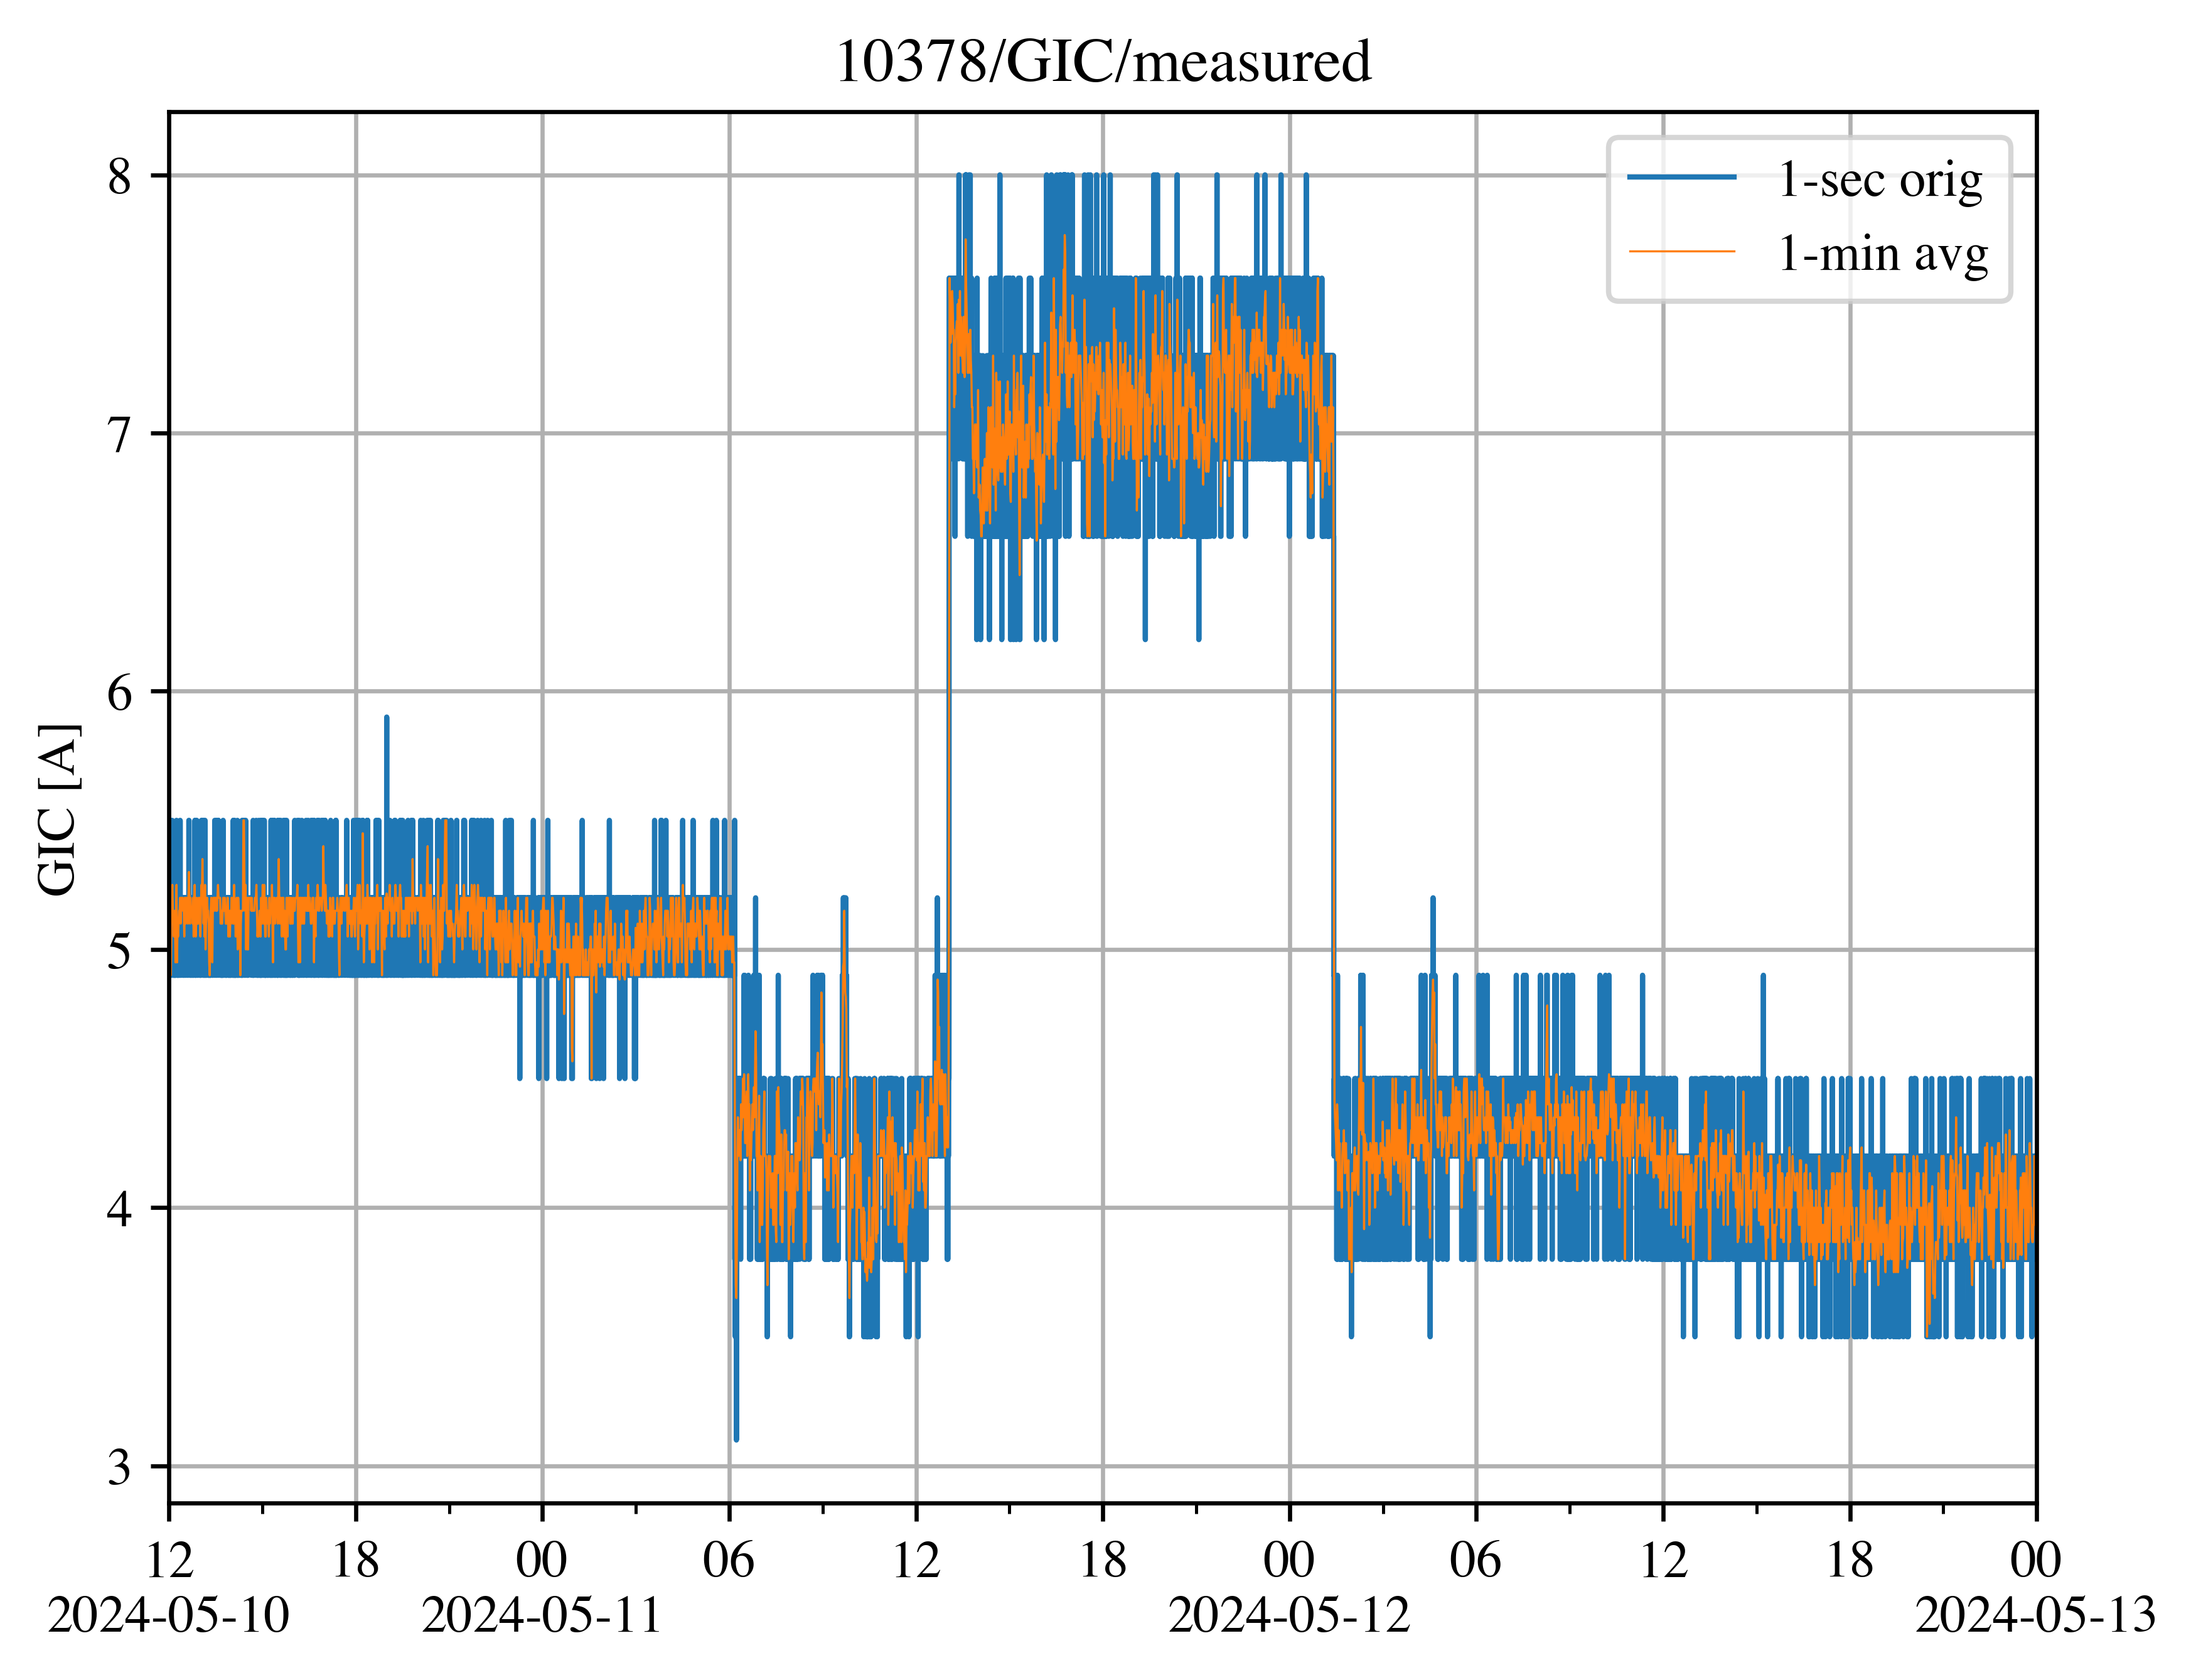 10378/GIC/measured
1-sec orig
1-min avg
GIC [A]
8
7
6
5
4
3
12 18 00 06 12 18 00 06 12 18 00
2024-05-10 2024-05-11 2024-05-12 2024-05-13